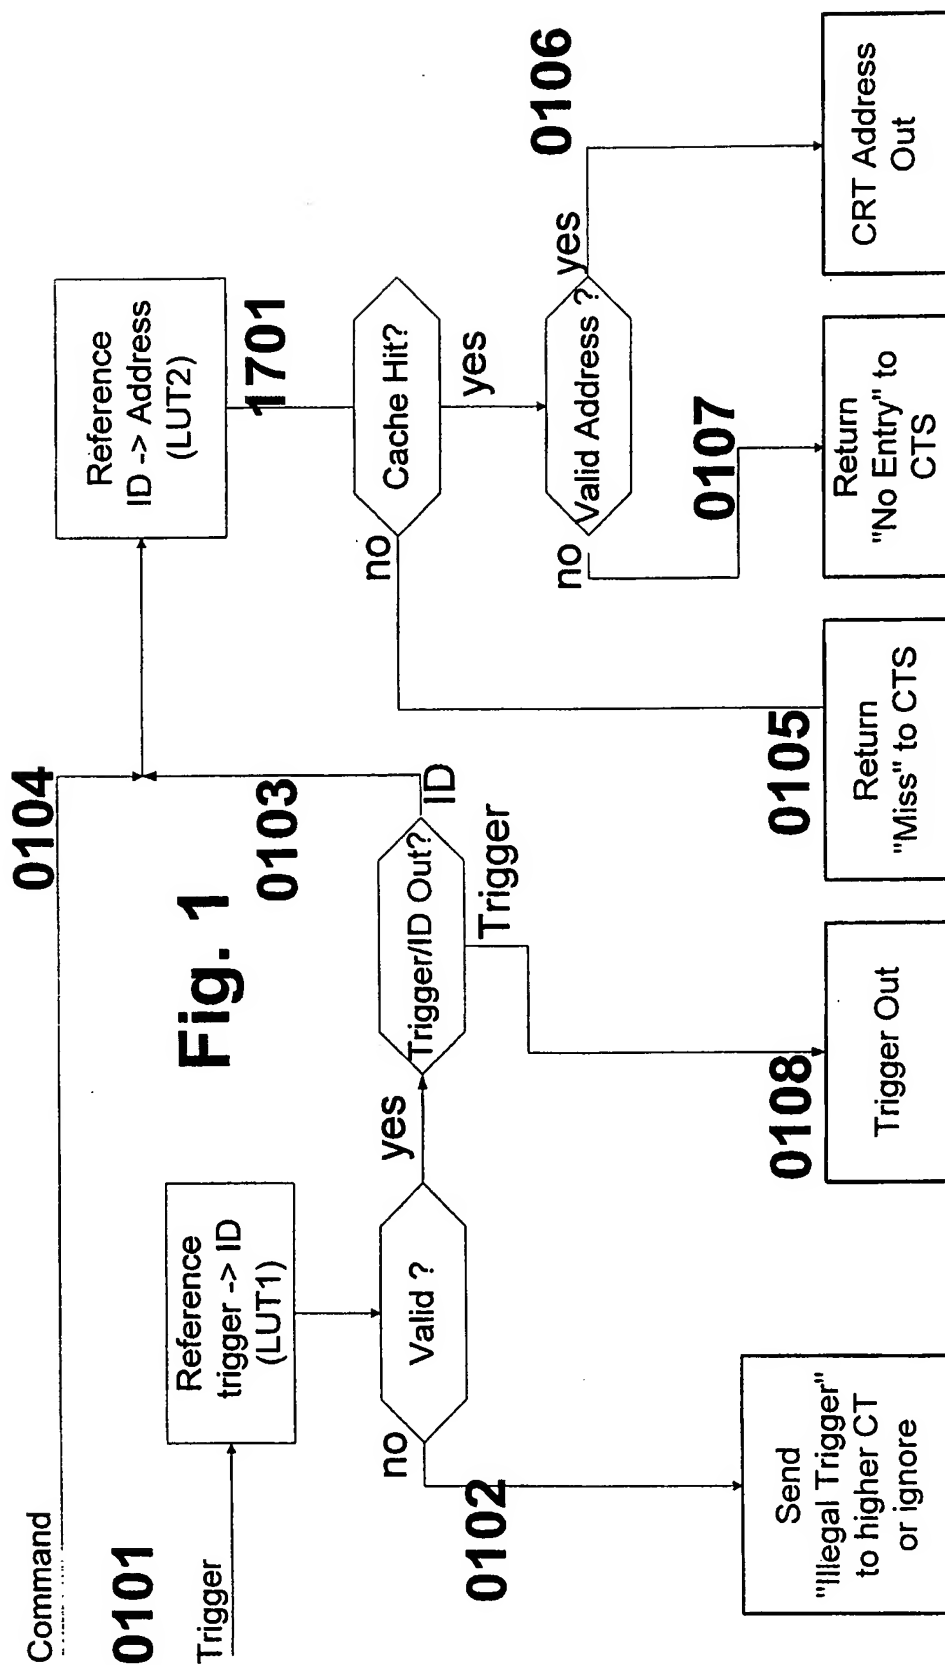 Command
0104
0101
Trigger
Reference
trigger -> ID
(LUT1)
Fig. 1
0103
Reference
ID -> Address
(LUT2)
1701
Valid ?
no
yes
Trigger/ID Out?
ID
Trigger
Cache Hit?
no
yes
Valid Address ?
no
yes
0102
0108
0105
0107
0106
Send
"Illegal Trigger"
to higher CT
or ignore
Trigger Out
Return
"Miss" to CTS
Return
"No Entry" to
CTS
CRT Address
Out